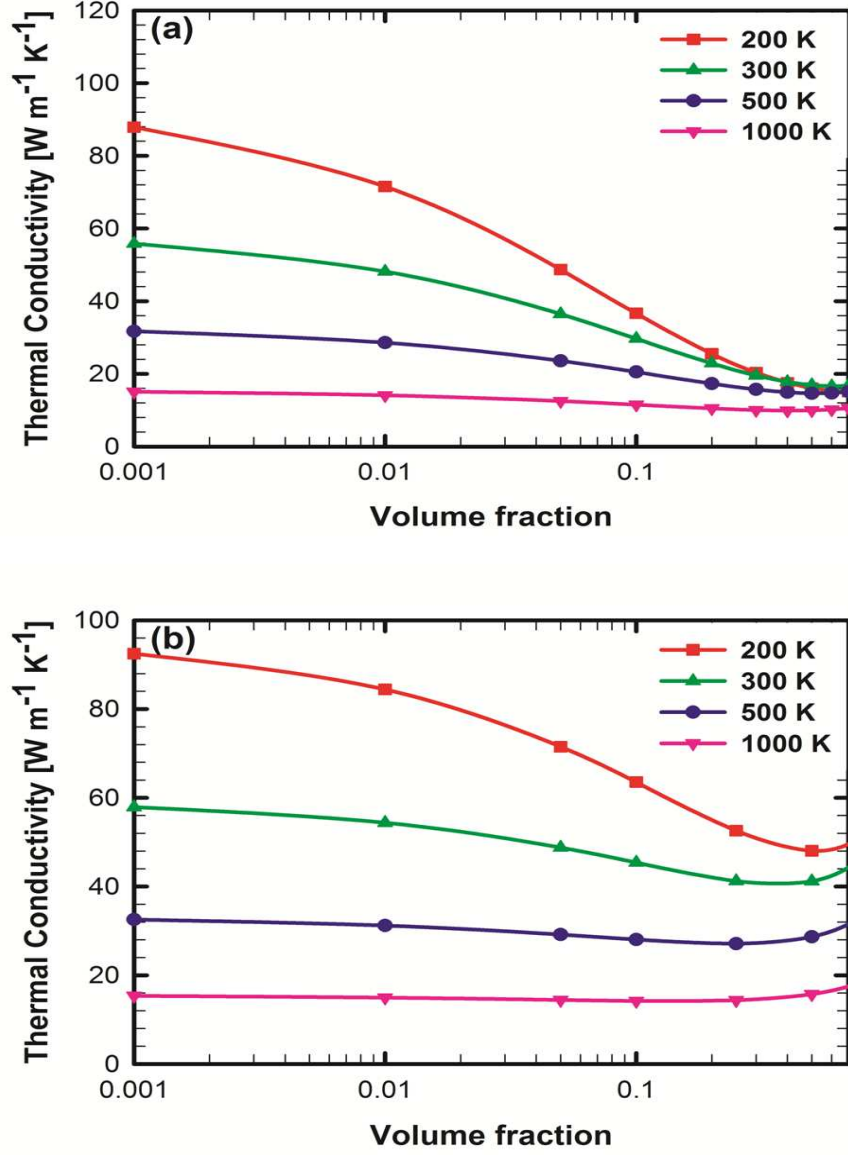 (a)
200 K
300 K
500 K
1000 K
Thermal Conductivity [W m⁻¹ K⁻¹]
120
100
80
60
40
20
0
0.001
0.01
0.1
Volume fraction
(b)
200 K
300 K
500 K
1000 K
Thermal Conductivity [W m⁻¹ K⁻¹]
100
80
60
40
20
0
0.001
0.01
0.1
Volume fraction